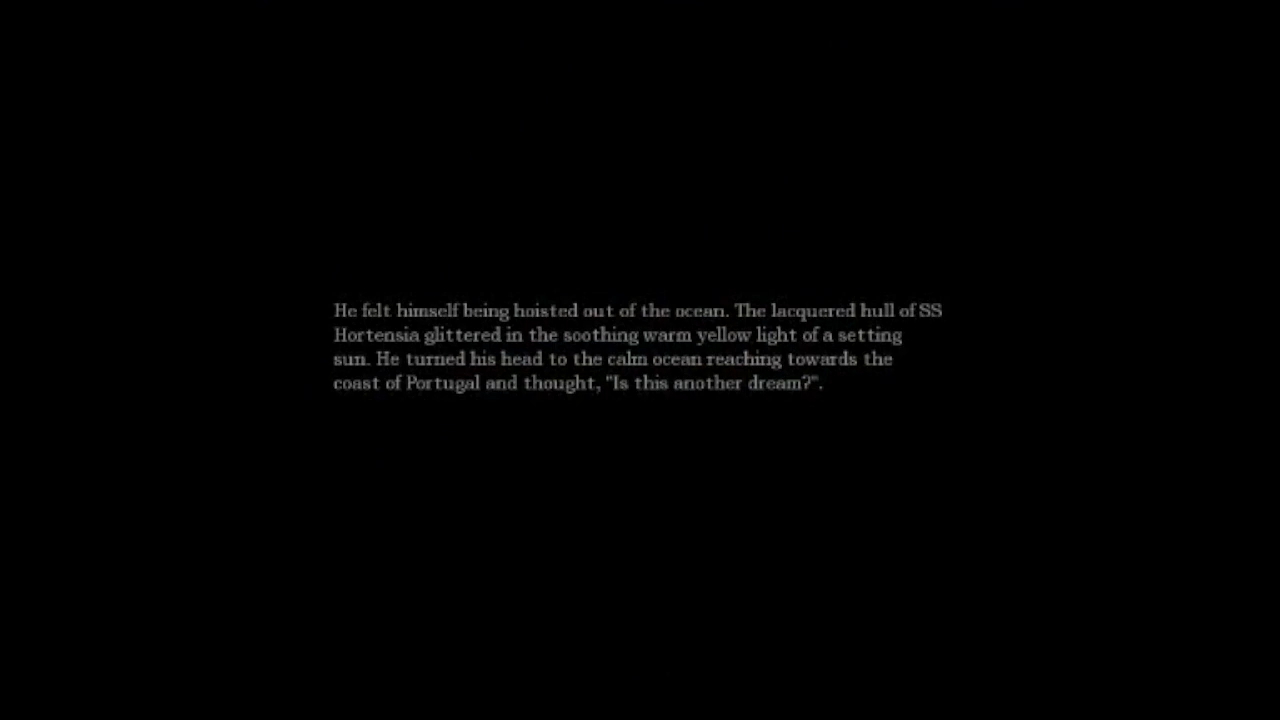 He felt himself being hoisted out of the ocean. The lacquered hull of SS
Hortensia glittered in the soothing warm yellow light of a setting
sun. He turned his head to the calm ocean reaching towards the
coast of Portugal and thought, "Is this another dream?".